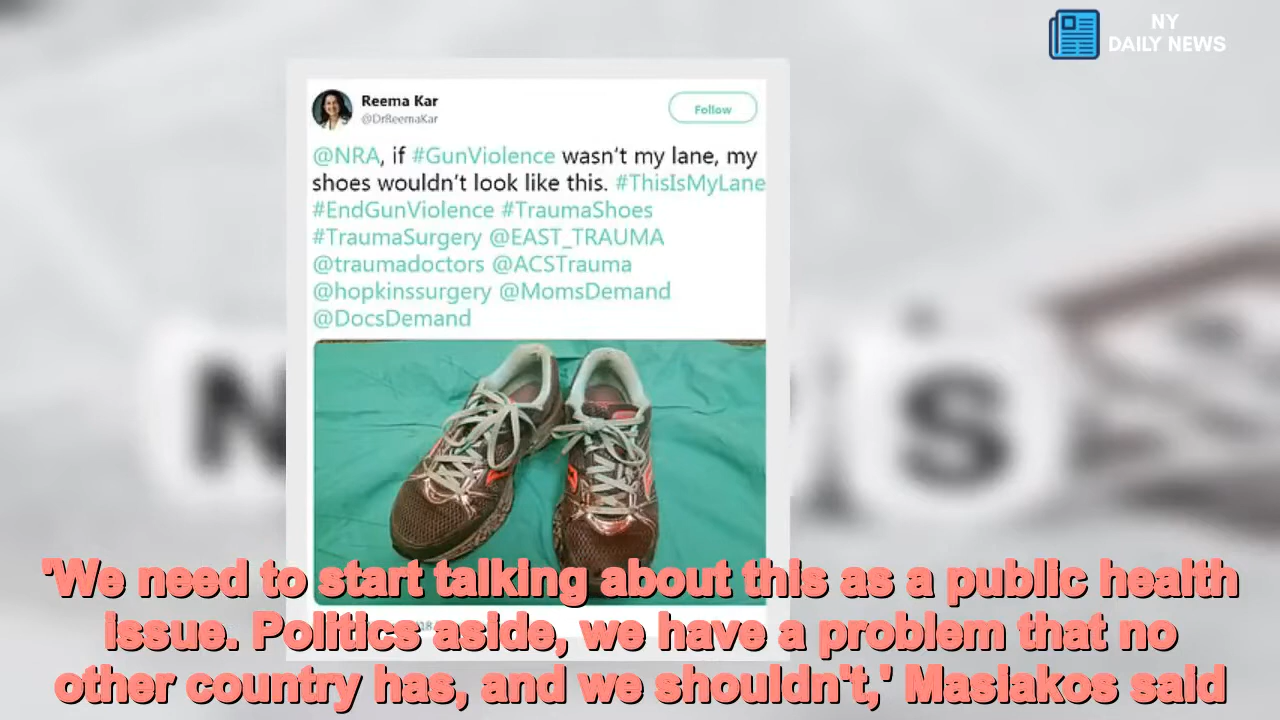 NY
DAILY NEWS
Reema Kar
@DrReemaKar
Follow
@NRA, if #GunViolence wasn't my lane, my
shoes wouldn't look like this. #ThisIsMyLane
#EndGunViolence #TraumaShoes
#TraumaSurgery @EAST_TRAUMA
@traumadoctors @ACSTrauma
@hopkinssurgery @MomsDemand
@DocsDemand
'We need to start talking about this as a public health
issue. Politics aside, we have a problem that no
other country has, and we shouldn't,' Masiakos said